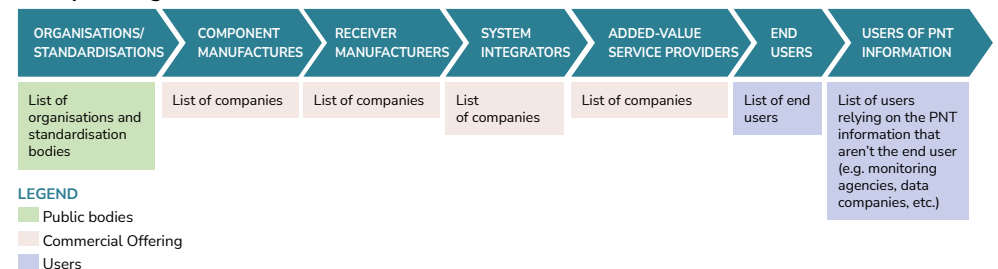 ORGANISATIONS/
STANDARDISATIONS
COMPONENT
MANUFACTURES
RECEIVER
MANUFACTURERS
SYSTEM
INTEGRATORS
ADDED-VALUE
SERVICE PROVIDERS
END
USERS
USERS OF PNT
INFORMATION
List of
organisations and
standardisation
bodies
List of companies
List of companies
List
of companies
List of companies
List of end
users
List of users
relying on the PNT
information that
aren't the end user
(e.g. monitoring
agencies, data
companies, etc.)
LEGEND
Public bodies
Commercial Offering
Users